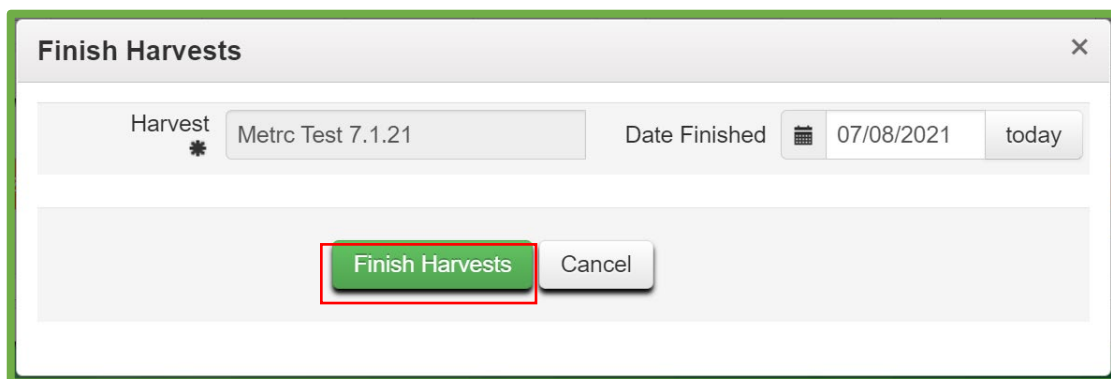 Finish Harvests ×
Harvest Metrc Test 7.1.21 Date Finished 07/08/2021 today
✱
Finish Harvests Cancel